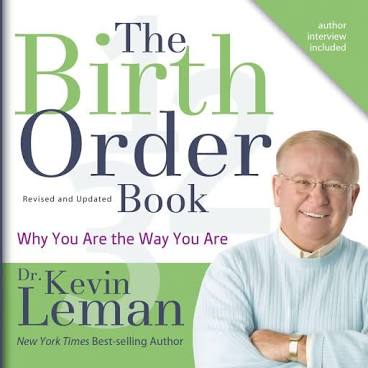 author
interview
included
The
Birth
Order
Revised and Updated Book
Why You Are the Way You Are
Dr. Kevin
Leman
New York Times Best-selling Author